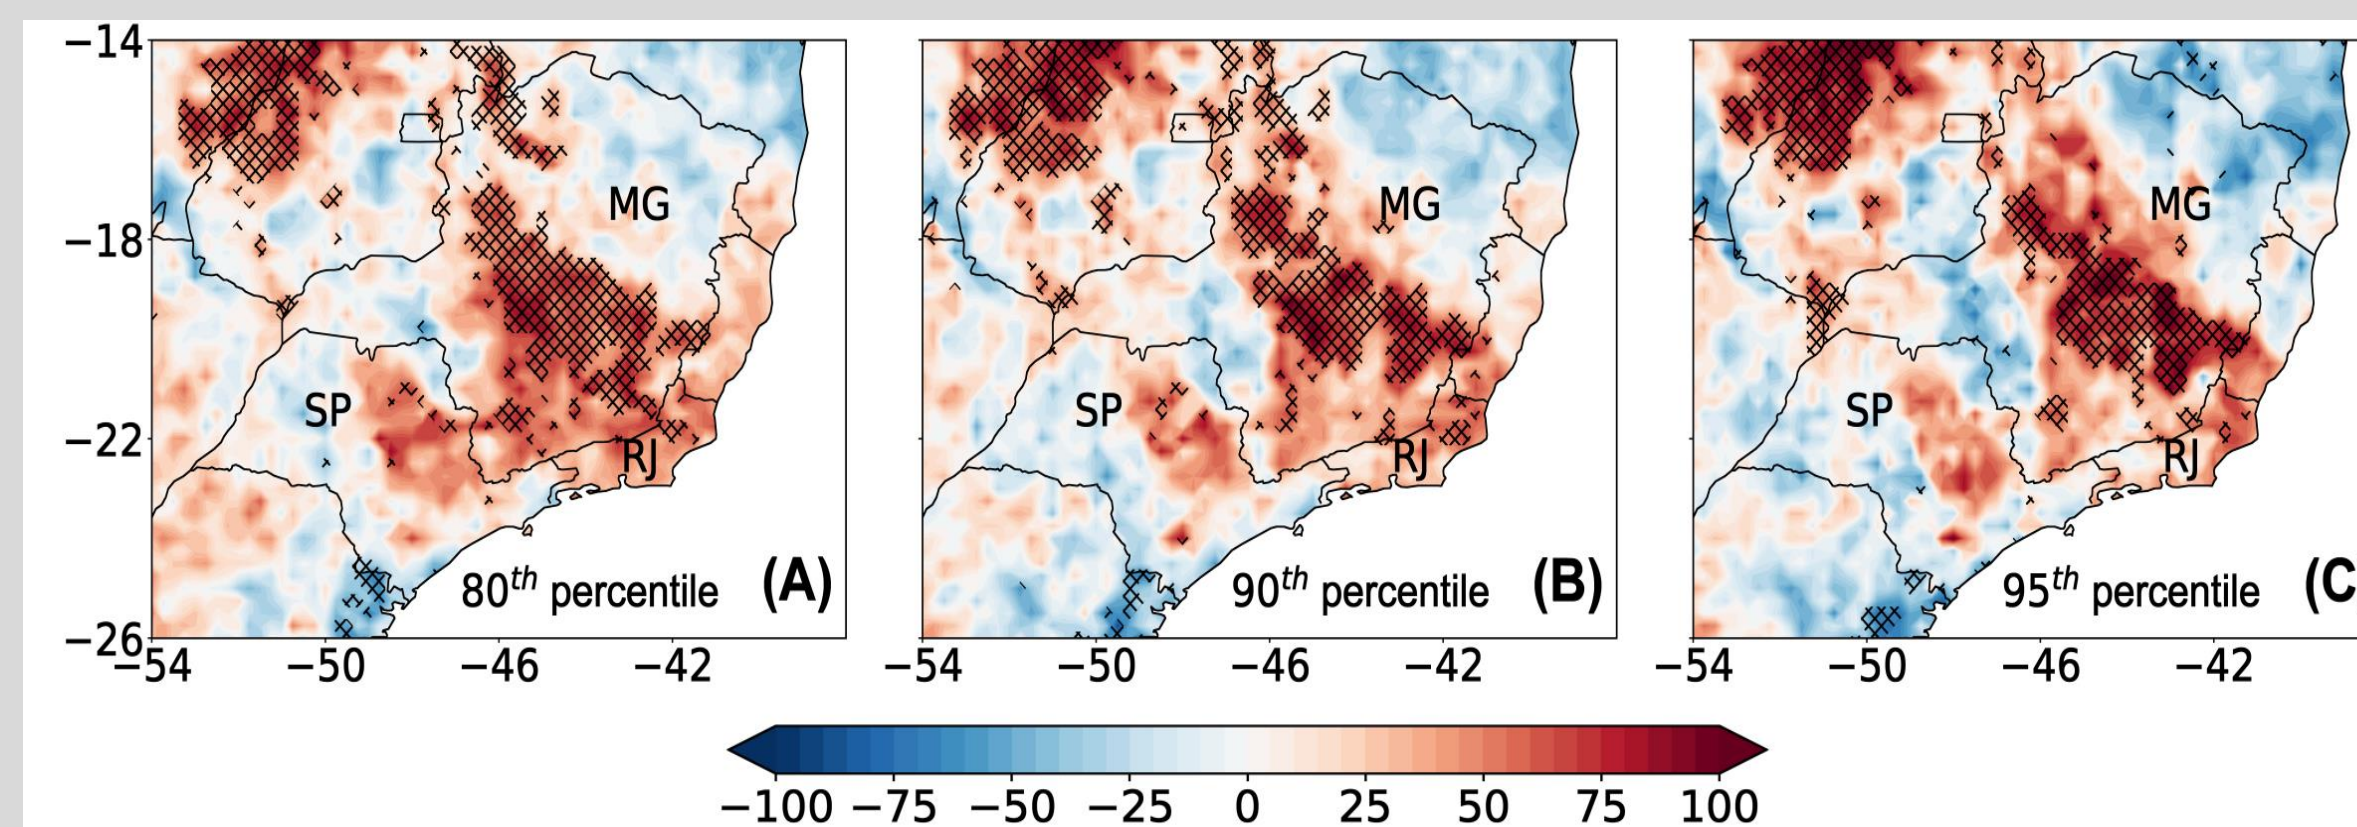 −14
−18
−22
−26
MG
SP
RJ
80th percentile
(A)
−54 −50 −46 −42
MG
SP
RJ
90th percentile
(B)
−54 −50 −46 −42
MG
SP
RJ
95th percentile
(C
−54 −50 −46 −42
−100 −75 −50 −25 0 25 50 75 100